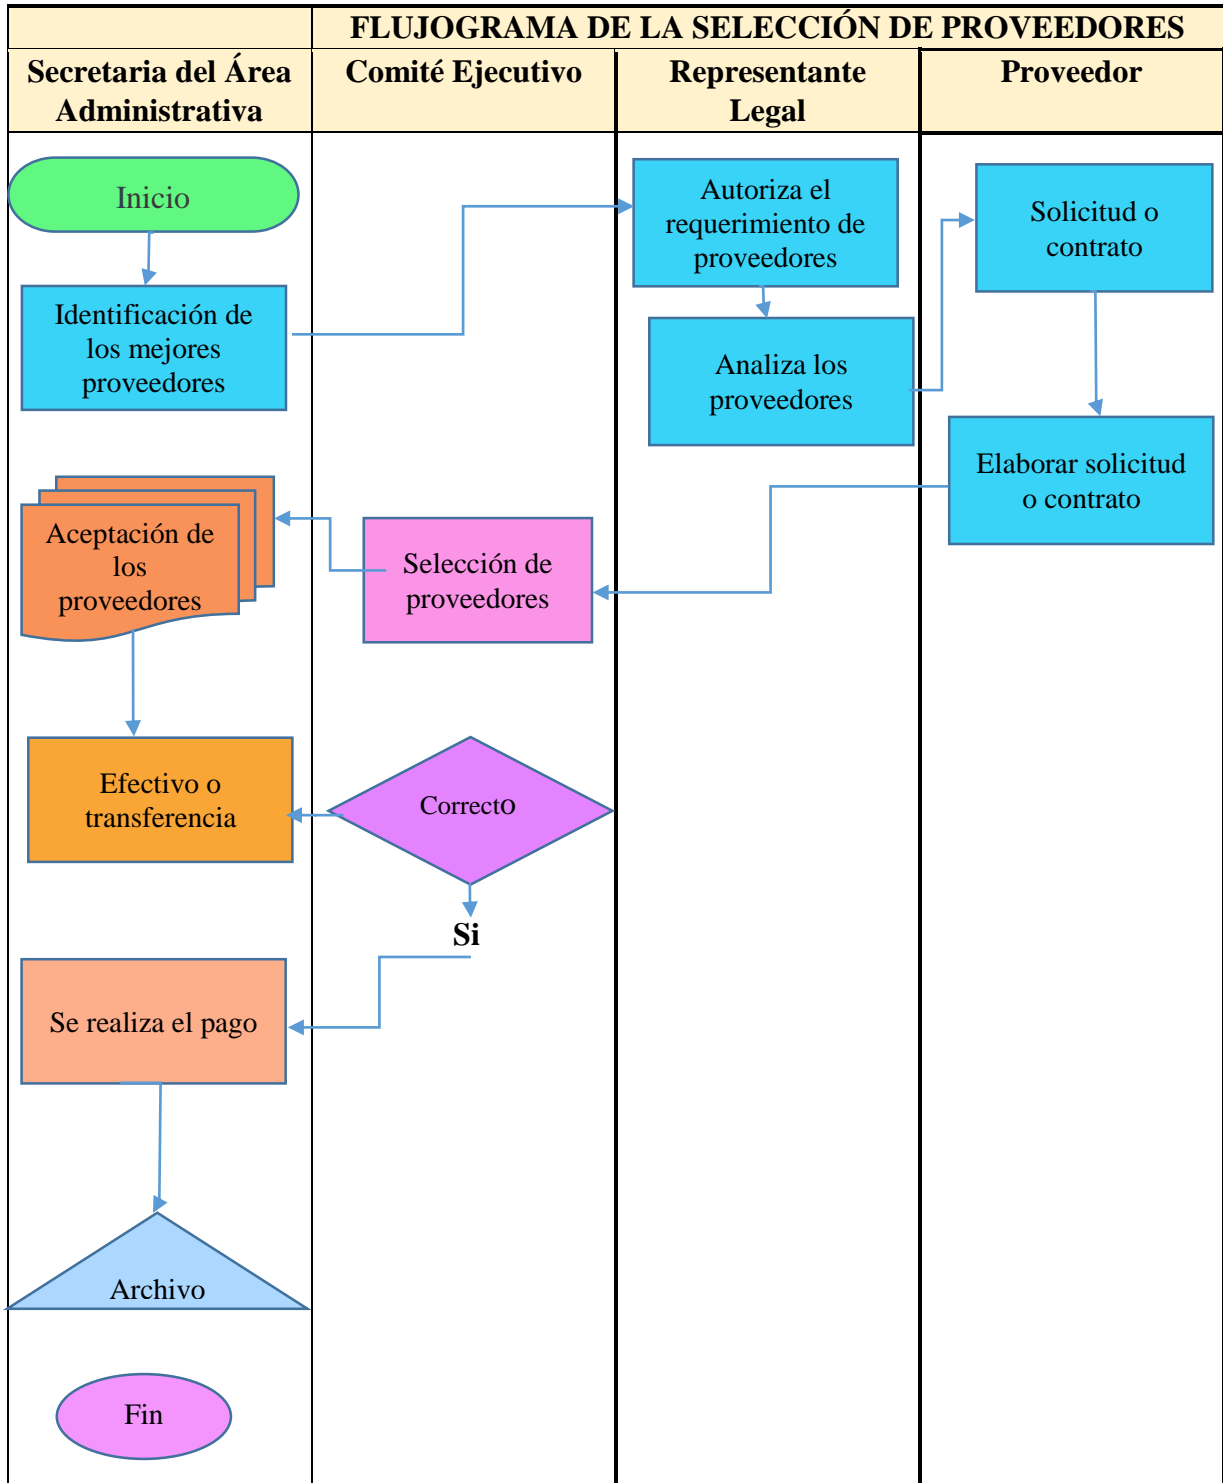 FLUJOGRAMA DE LA SELECCIÓN DE PROVEEDORES
Secretaria del Área
Administrativa
Comité Ejecutivo
Representante
Legal
Proveedor
Inicio
Identificación de
los mejores
proveedores
Autoriza el
requerimiento de
proveedores
Analiza los
proveedores
Solicitud o
contrato
Elaborar solicitud
o contrato
Selección de
proveedores
Aceptación de
los
proveedores
Efectivo o
transferencia
Correcto
Si
Se realiza el pago
Archivo
Fin